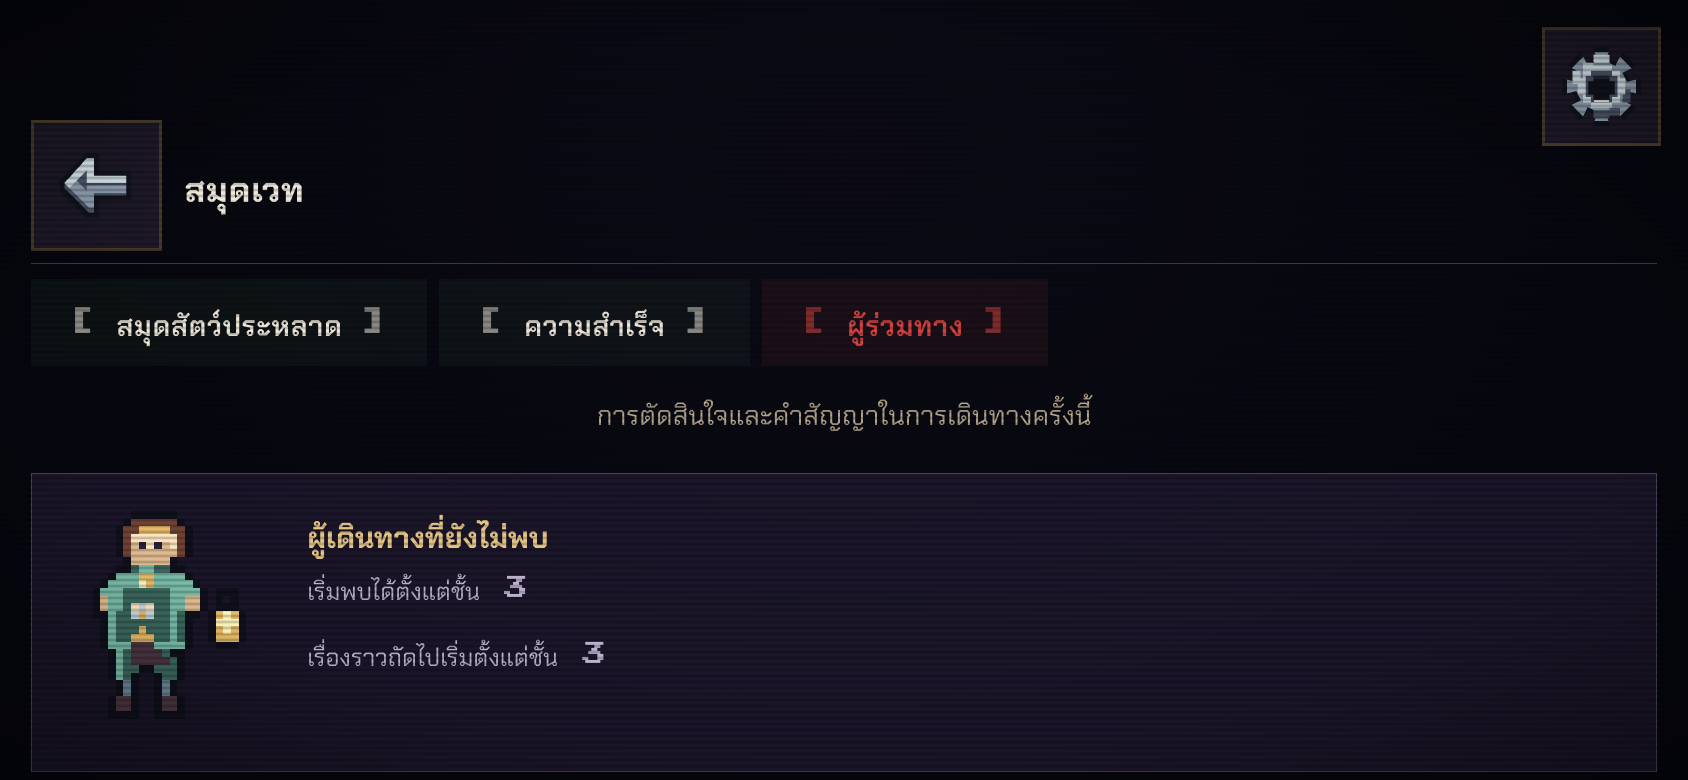 สมุดเวท
[ สมุดสัตว์ประหลาด ] [ ความสำเร็จ ] [ ผู้ร่วมทาง ]
การตัดสินใจและคำสัญญาในการเดินทางครั้งนี้
ผู้เดินทางที่ยังไม่พบ
เริ่มพบได้ตั้งแต่ชั้น 3
เรื่องราวถัดไปเริ่มตั้งแต่ชั้น 3